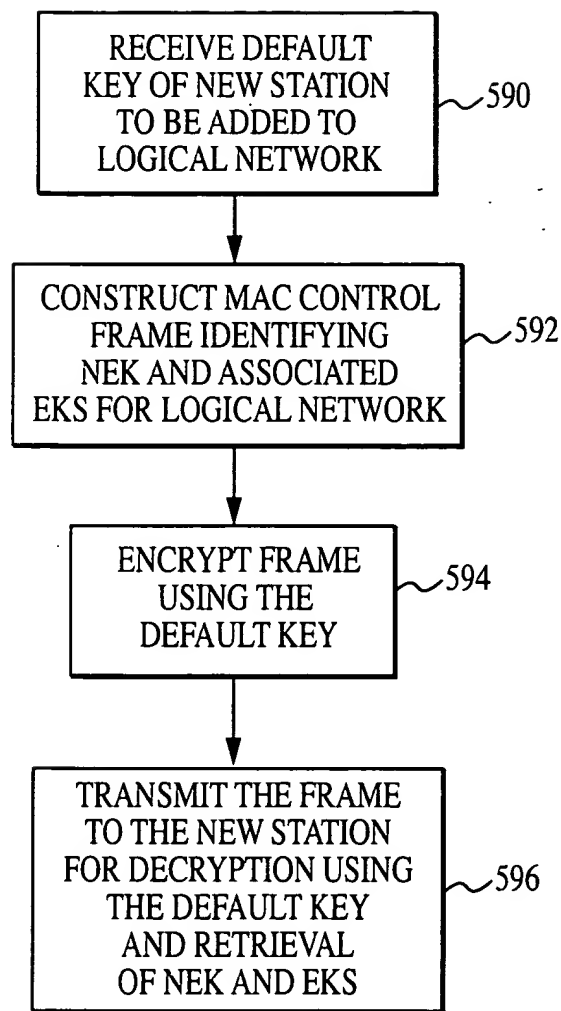 RECEIVE DEFAULT
KEY OF NEW STATION
TO BE ADDED TO
LOGICAL NETWORK
590
CONSTRUCT MAC CONTROL
FRAME IDENTIFYING
NEK AND ASSOCIATED
EKS FOR LOGICAL NETWORK
592
ENCRYPT FRAME
USING THE
DEFAULT KEY
594
TRANSMIT THE FRAME
TO THE NEW STATION
FOR DECRYPTION USING
THE DEFAULT KEY
AND RETRIEVAL
OF NEK AND EKS
596